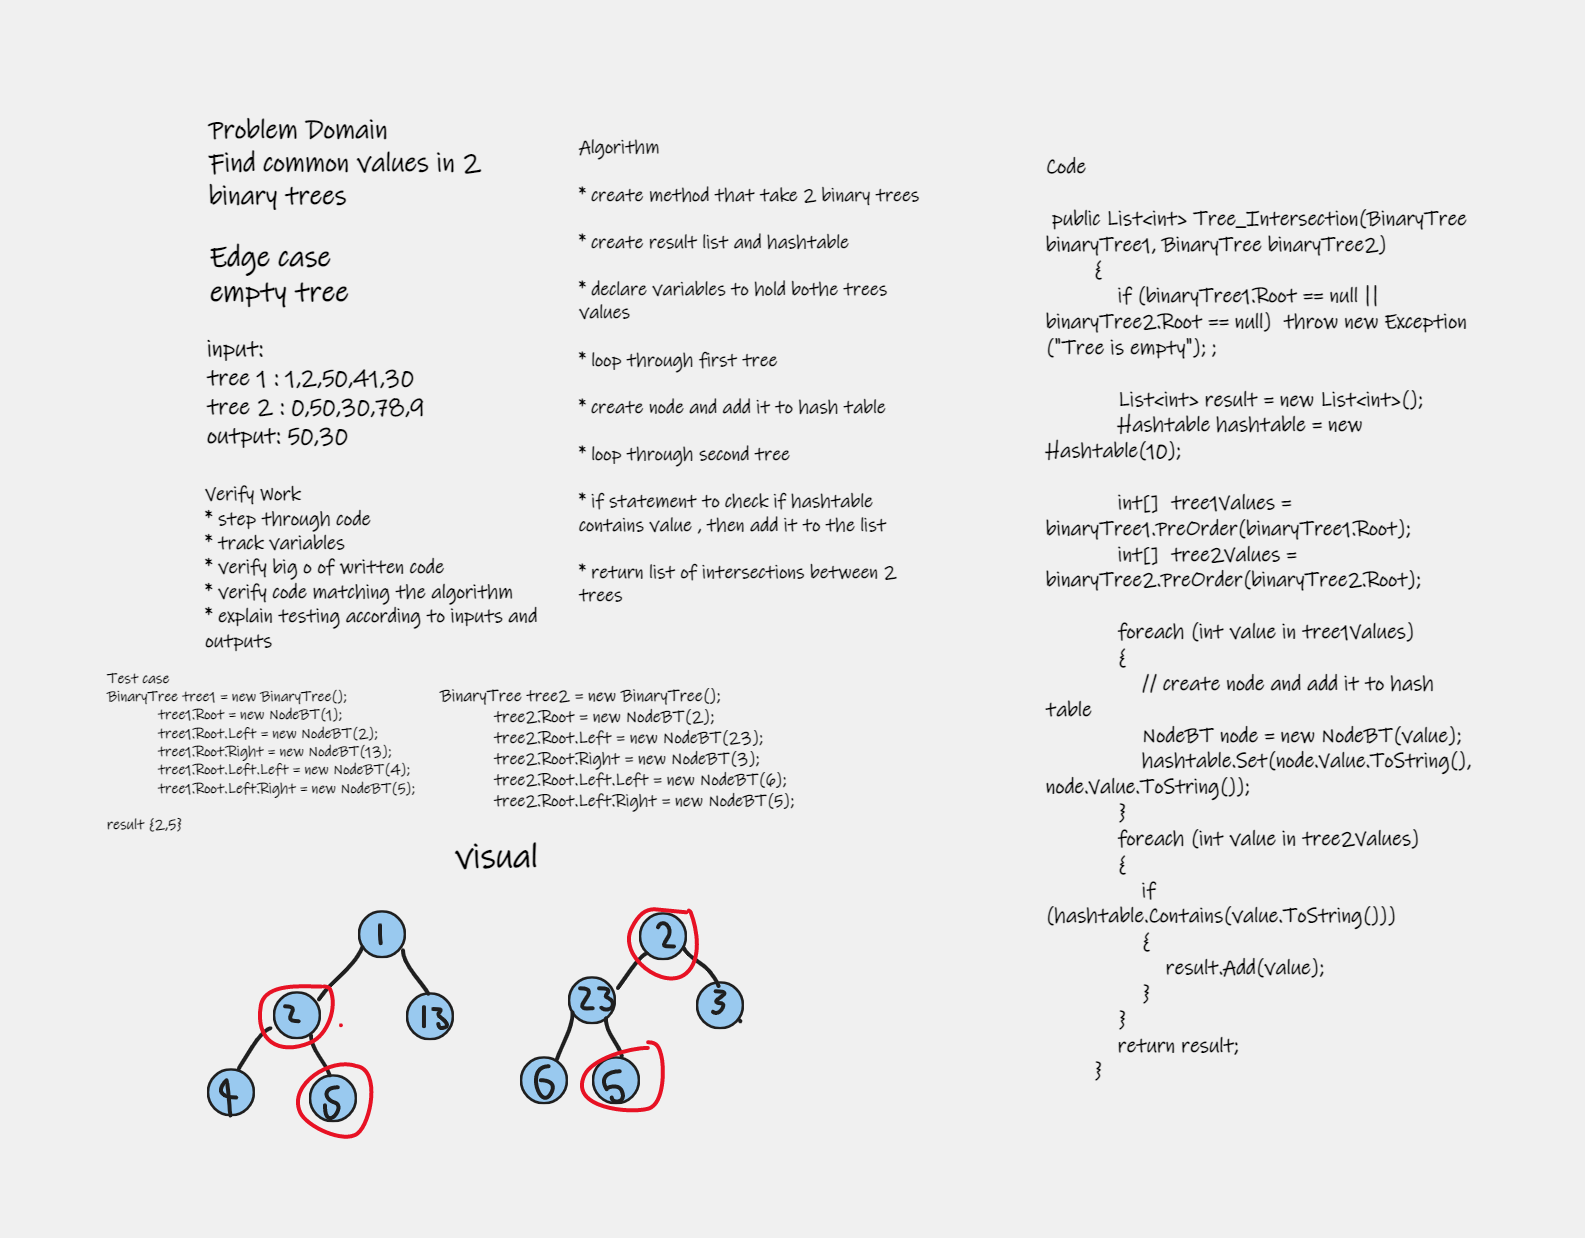 Problem Domain
Find common values in 2
binary trees
Edge case
empty tree
input:
tree 1 : 1,2,50,41,30
tree 2 : 0,50,30,78,9
output: 50,30
Verify Work
* step through code
* track variables
* verify big o of written code
* verify code matching the algorithm
* explain testing according to inputs and
outputs
Algorithm
* create method that take 2 binary trees
* create result list and hashtable
* declare variables to hold bothe trees
values
* loop through first tree
* create node and add it to hash table
* loop through second tree
* if statement to check if hashtable
contains value , then add it to the list
* return list of intersections between 2
trees
Test case
BinaryTree tree1 = new BinaryTree();
tree1.Root = new NodeBT(1);
tree1.Root.Left = new NodeBT(2);
tree1.Root.Right = new NodeBT(13);
tree1.Root.Left.Left = new NodeBT(4);
tree1.Root.Left.Right = new NodeBT(5);
result {2,5}
BinaryTree tree2 = new BinaryTree();
tree2.Root = new NodeBT(2);
tree2.Root.Left = new NodeBT(23);
tree2.Root.Right = new NodeBT(3);
tree2.Root.Left.Left = new NodeBT(6);
tree2.Root.Left.Right = new NodeBT(5);
visual
1
2
13
4
5
2
23
3
6
5
Code
public List<int> Tree_Intersection(BinaryTree
binaryTree1, BinaryTree binaryTree2)
{
if (binaryTree1.Root == null ||
binaryTree2.Root == null)  throw new Exception
("Tree is empty"); ;
List<int> result = new List<int>();
Hashtable hashtable = new
Hashtable(10);
int[]  tree1Values =
binaryTree1.PreOrder(binaryTree1.Root);
int[]  tree2Values =
binaryTree2.PreOrder(binaryTree2.Root);
foreach (int value in tree1Values)
{
// create node and add it to hash
table
NodeBT node = new NodeBT(value);
hashtable.Set(node.Value.ToString(),
node.Value.ToString());
}
foreach (int value in tree2Values)
{
if
(hashtable.Contains(value.ToString()))
{
result.Add(value);
}
}
return result;
}